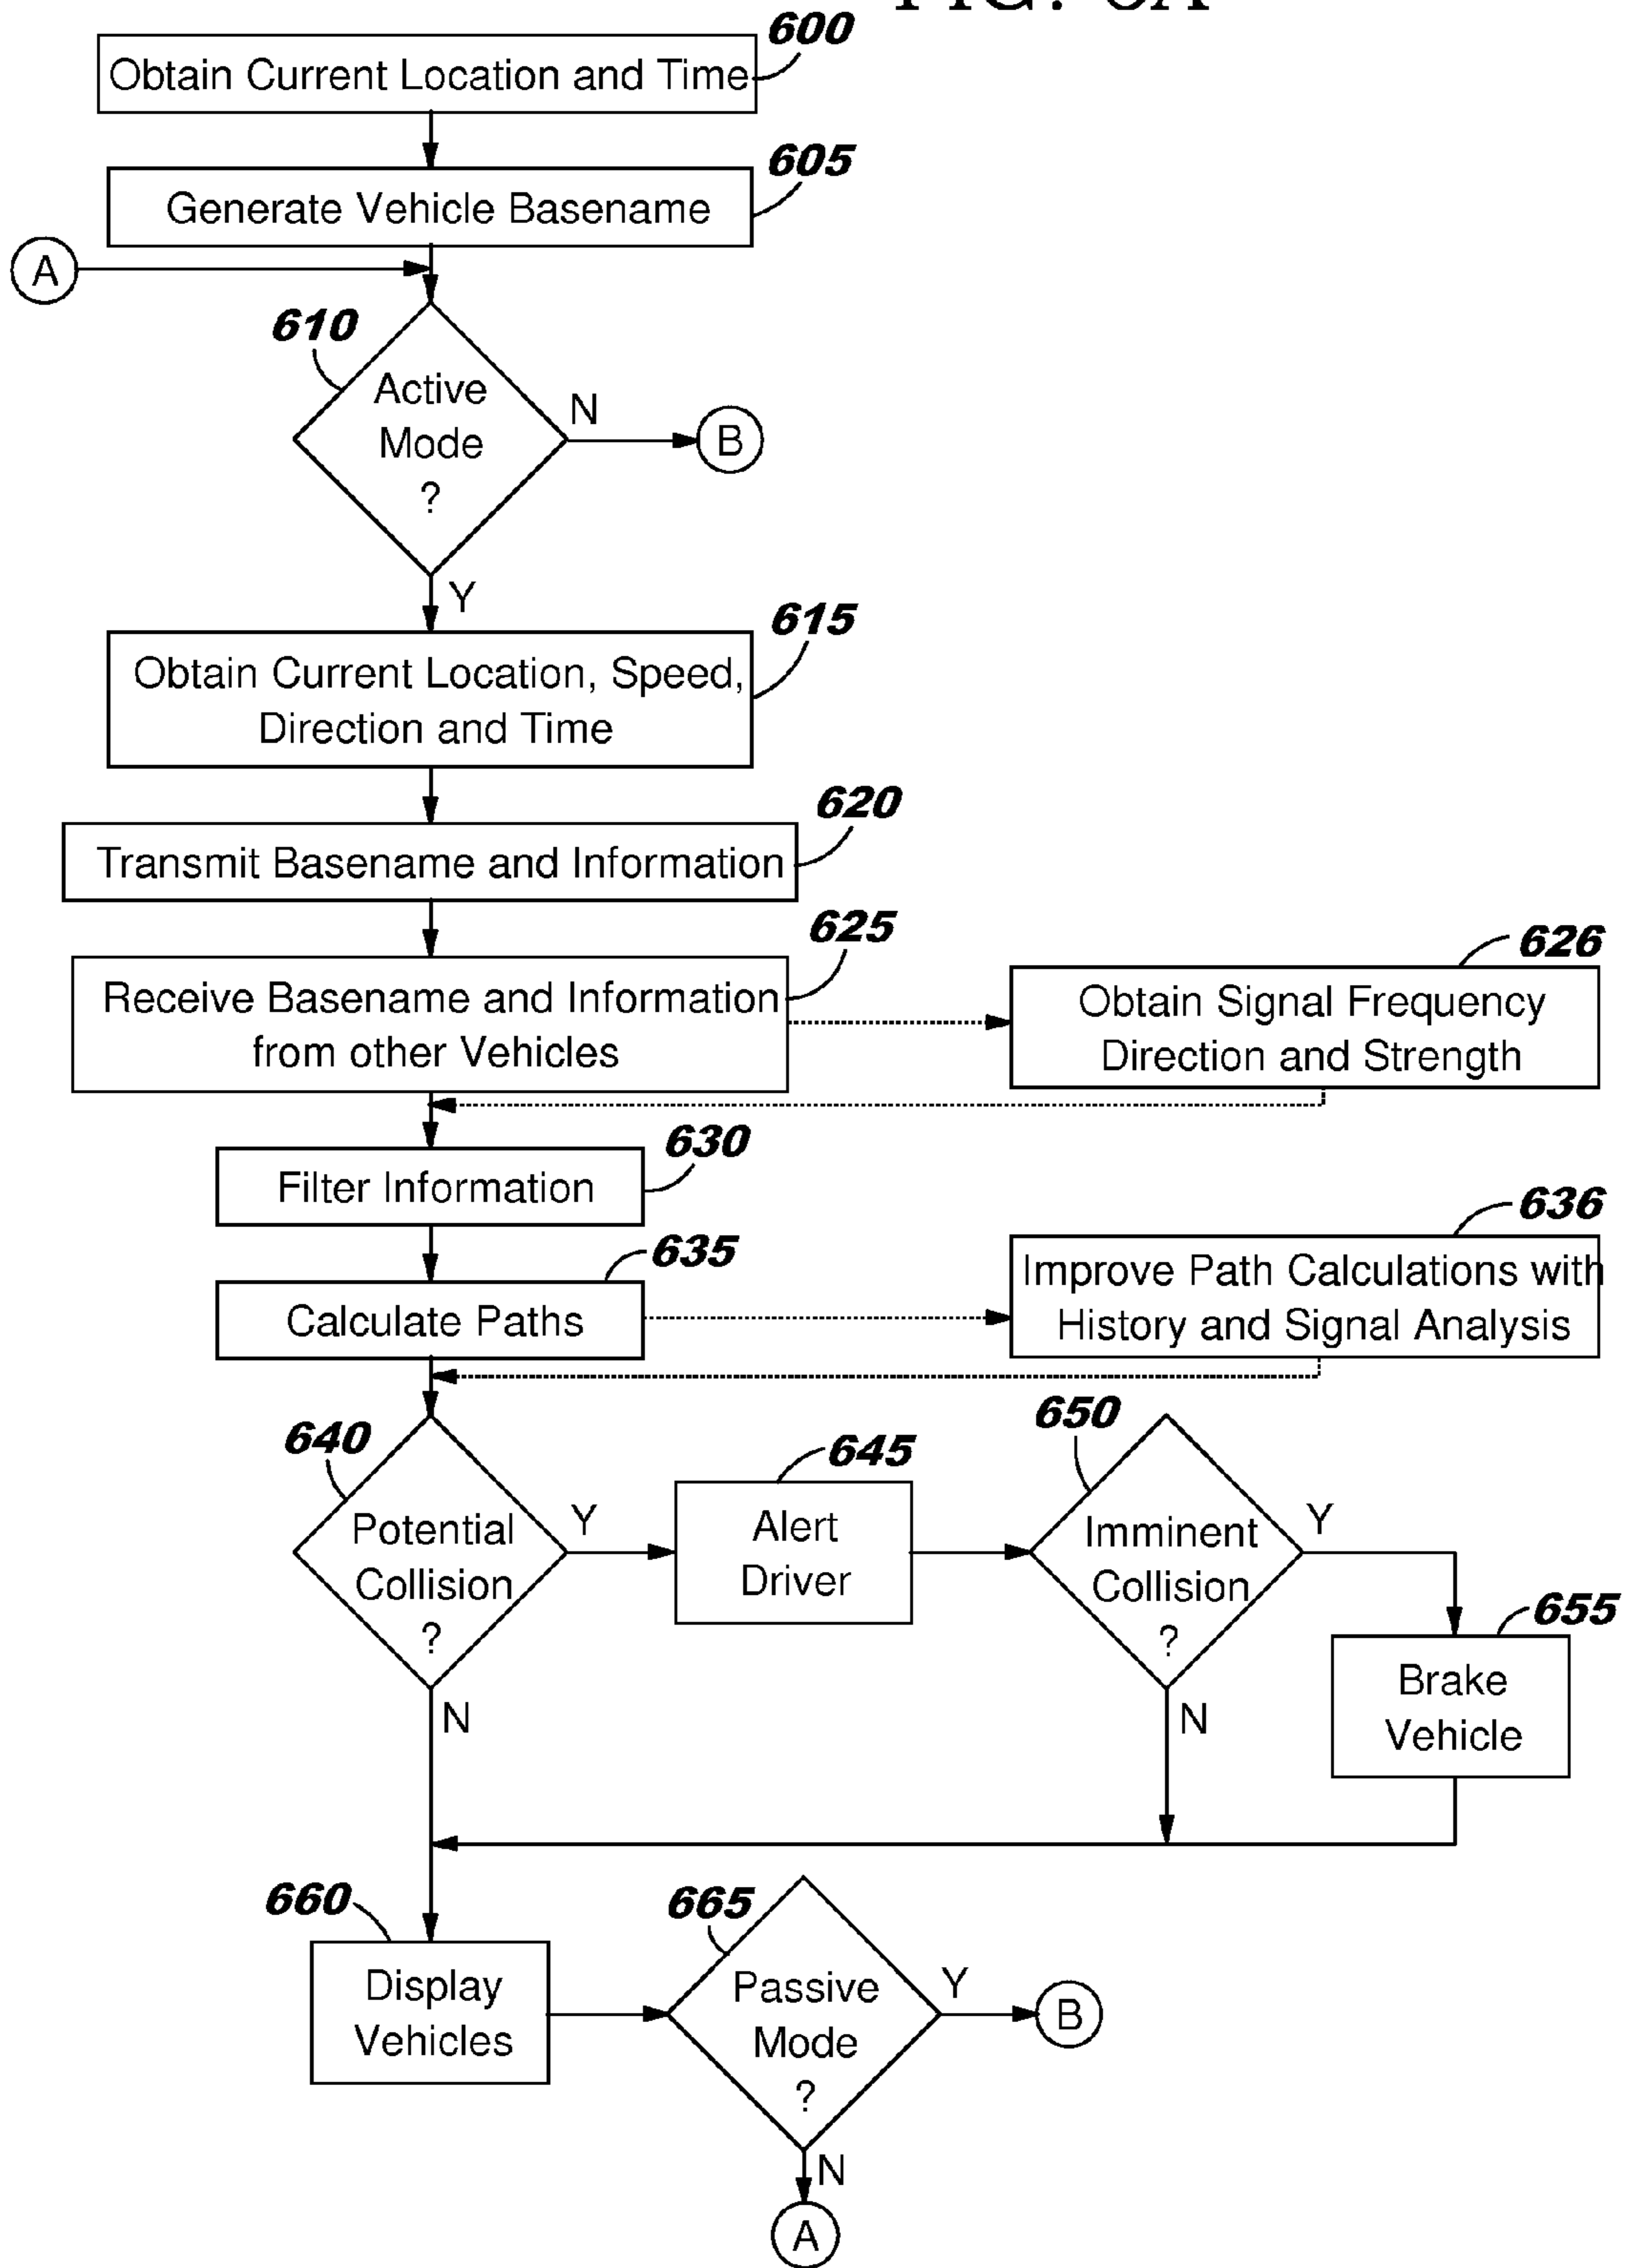 600
Obtain Current Location and Time
605
Generate Vehicle Basename
A
610
Active
Mode
?
N
B
Y
615
Obtain Current Location, Speed,
Direction and Time
620
Transmit Basename and Information
625
Receive Basename and Information
from other Vehicles
626
Obtain Signal Frequency
Direction and Strength
630
Filter Information
635
Calculate Paths
636
Improve Path Calculations with
History and Signal Analysis
640
Potential
Collision
?
Y
N
645
Alert
Driver
650
Imminent
Collision
?
Y
N
655
Brake
Vehicle
660
Display
Vehicles
665
Passive
Mode
?
Y
B
N
A